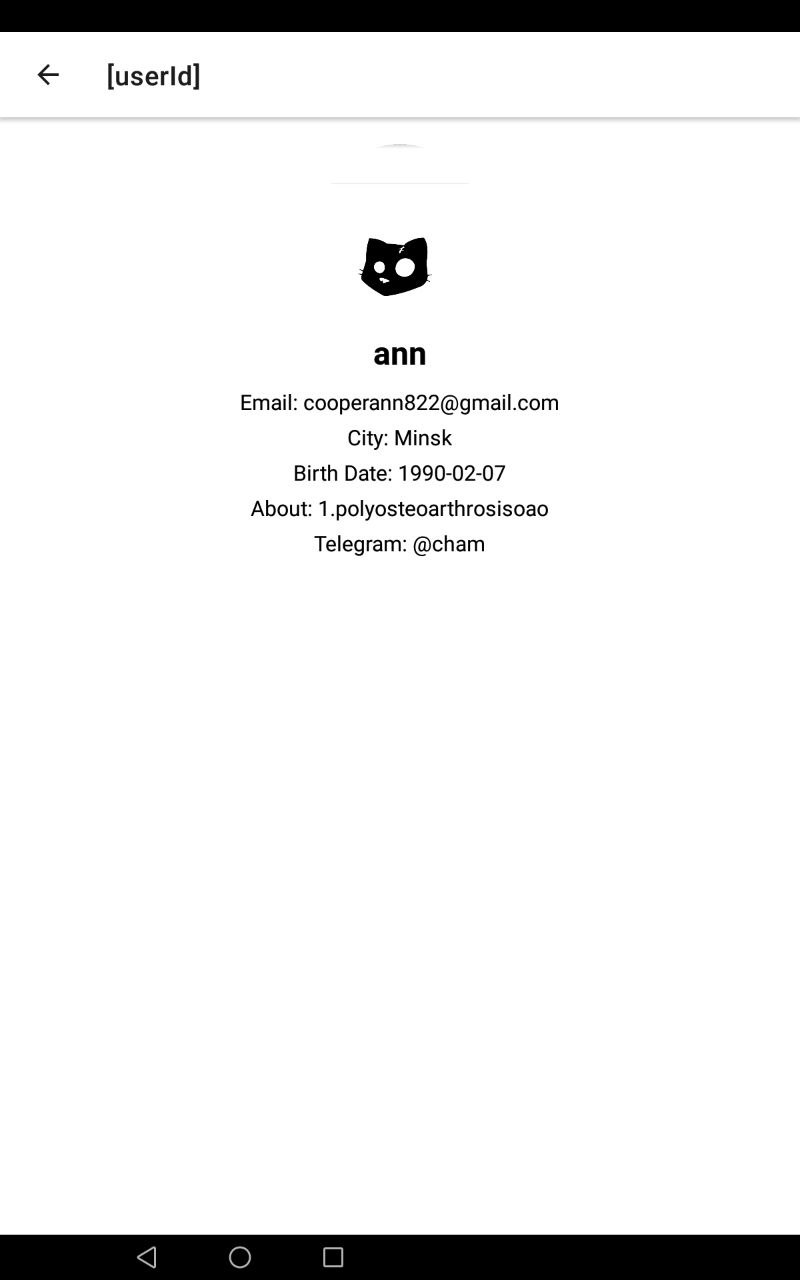 [userId]
ann
Email: cooperann822@gmail.com
City: Minsk
Birth Date: 1990-02-07
About: 1.polyosteoarthrosisoao
Telegram: @cham